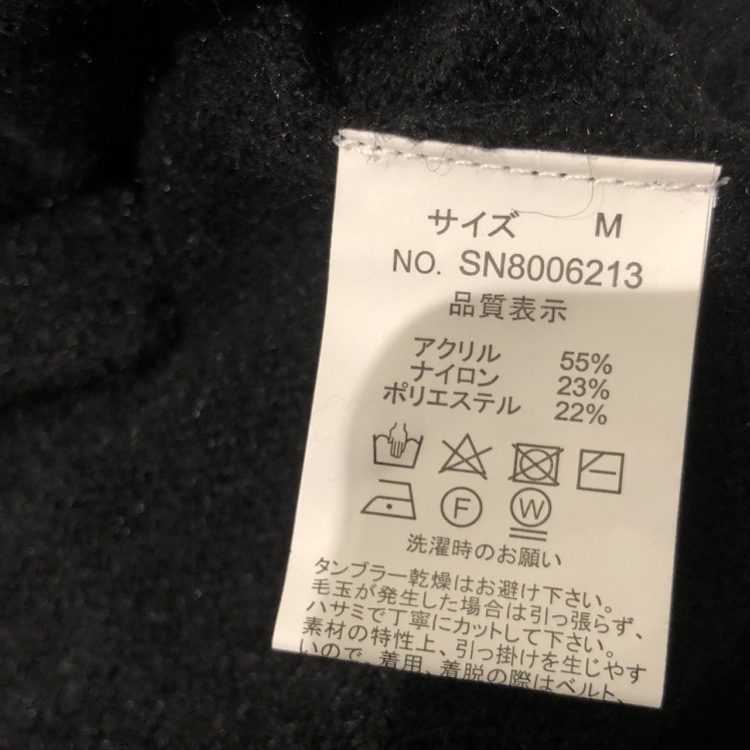 サイズ M
NO. SN8006213
品質表示
アクリル 55%
ナイロン 23%
ポリエステル 22%
F W
洗濯時のお願い
タンブラー乾燥はお避け下さい。
毛玉が発生した場合は引っ張らず、
ハサミで丁寧にカットして下さい。
素材の特性上、引っ掛けを生じやす
いので、着用、着脱の際はベルト、